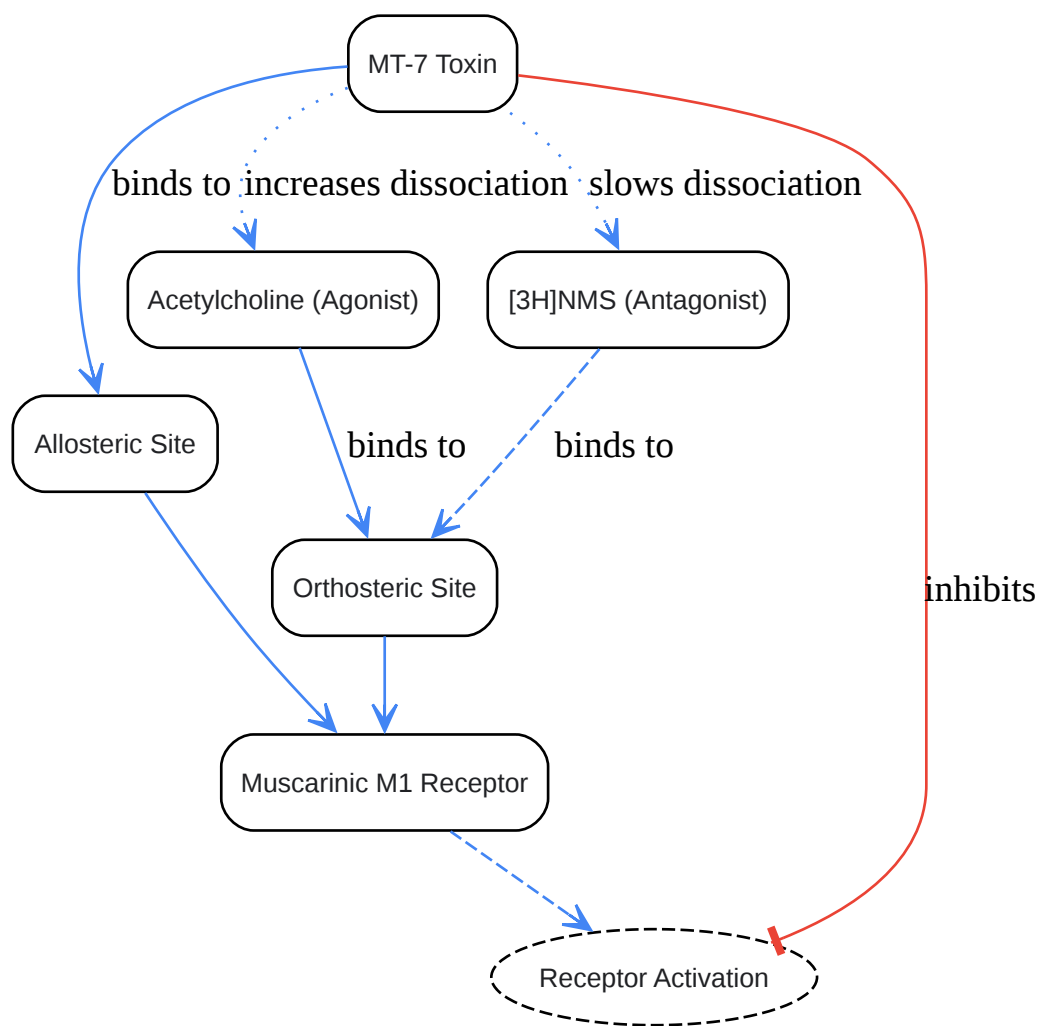 MT-7 Toxin
binds to
increases dissociation
slows dissociation
Acetylcholine (Agonist)
[3H]NMS (Antagonist)
Allosteric Site
binds to
binds to
Orthosteric Site
inhibits
Muscarinic M1 Receptor
Receptor Activation